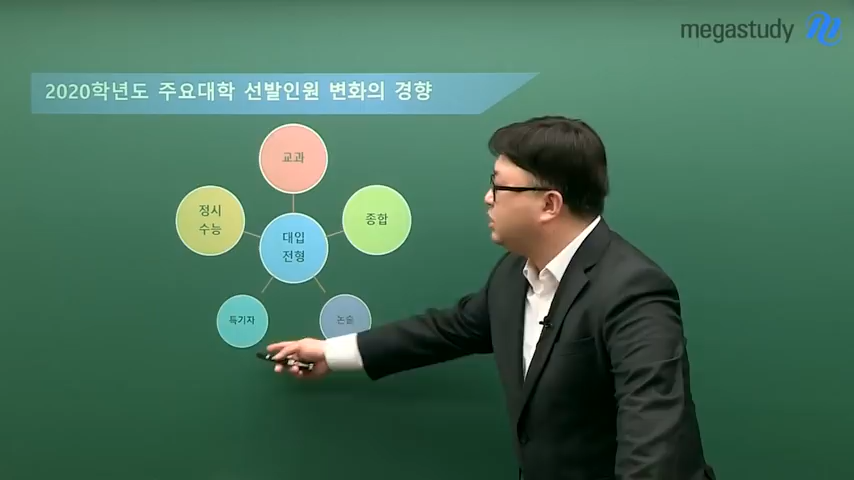 megastudy
2020학년도 주요대학 선발인원 변화의 경향
교과
정시
수능
종합
대입
전형
특기자
논술